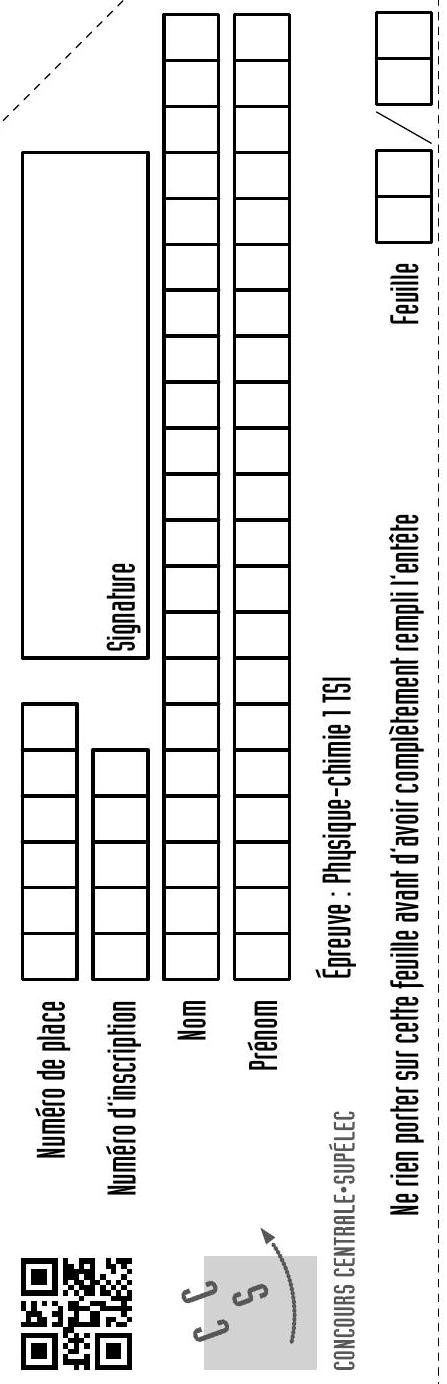 Numéro de place
Numéro d'inscription
Signature
Nom
Prénom
Épreuve : Physique-chimie 1 TSI
CONCOURS CENTRALE•SUPÉLEC
Ne rien porter sur cette feuille avant d'avoir complètement rempli l'entête
Feuille /